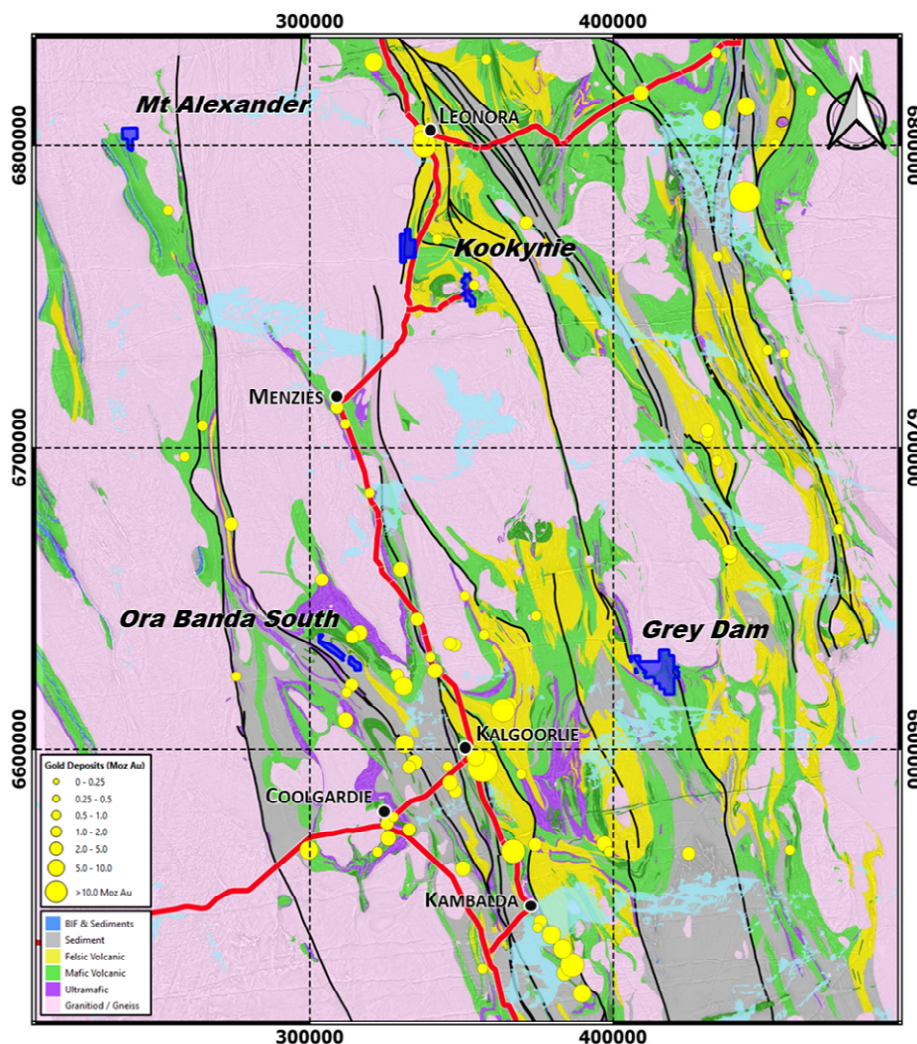 300000
400000
N
Mt Alexander
LEONORA
6800000
6800000
Kookynie
MENZIES
6700000
6700000
Ora Banda South
Grey Dam
KALGOORLIE
6600000
6600000
COOLGARDIE
KAMBALDA
Gold Deposits (Moz Au)
0 - 0.25
0.25 - 0.5
0.5 - 1.0
1.0 - 2.0
2.0 - 5.0
5.0 - 10.0
>10.0 Moz Au
BIF & Sediments
Sediment
Felsic Volcanic
Mafic Volcanic
Ultramafic
Granitiod / Gneiss
300000
400000